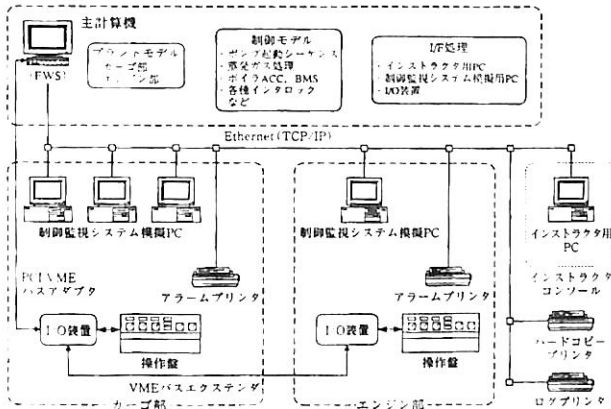 主計算機
(EWS)
プラントモデル
カーゴ部
エンジン部
制御モデル
・ポンプ起動シーケンス
・蒸発ガス処理
・ボイラACC, BMS
・各種インタロック
など
I/F処理
・インストラクタ用PC
・制御監視システム模擬用PC
・I/O装置
Ethernet(TCP/IP)
制御監視システム模擬PC
制御監視システム模擬PC
インストラクタ用
PC
PCI/VME
バスアダプタ
アラームプリンタ
アラームプリンタ
インストラクタ
コンソール
I/O装置
I/O装置
ハードコピー
プリンタ
操作盤
操作盤
VMEバスエクステンダ
カーゴ部
エンジン部
ログプリンタ